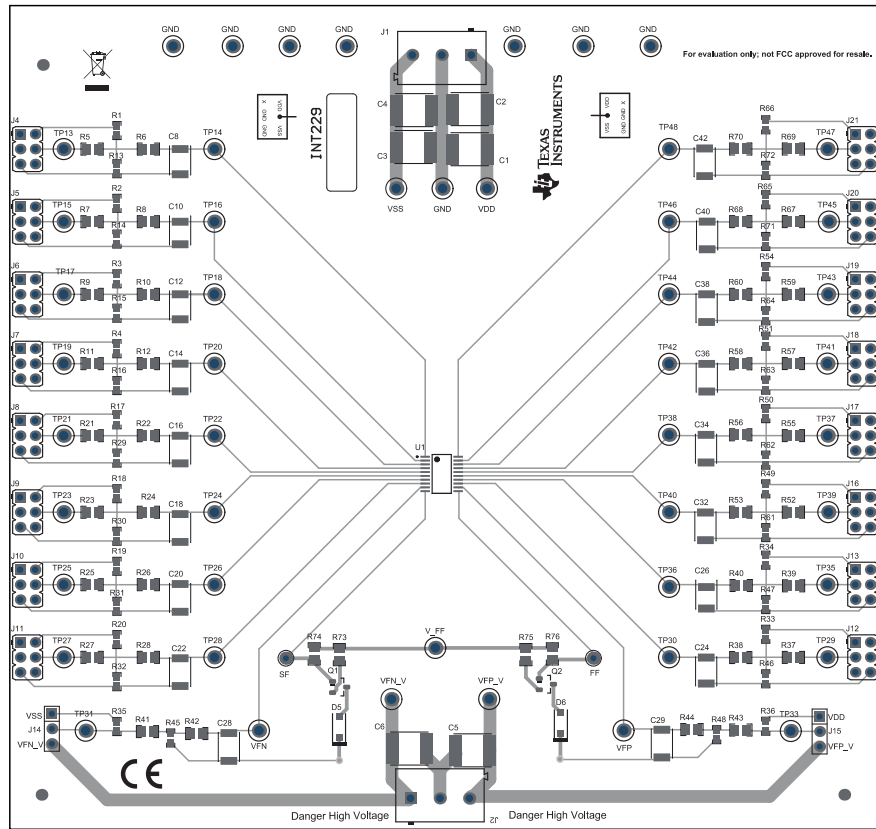 GND GND GND GND J1 GND GND GND
For evaluation only; not FCC approved for resale.
C4 C2
GND GND X
VSS VDD
INT229
TEXAS
INSTRUMENTS
VSS VDD
GND GND X
C3 C1
VSS GND VDD
J4 TP13 R5 R1 R6 C8 TP14
R13
J5 TP15 R7 R2 R8 C10 TP16
R14
J6 TP17 R9 R3 R10 C12 TP18
R15
J7 TP19 R11 R4 R12 C14 TP20
R16
J8 TP21 R21 R17 R22 C16 TP22
R29
J9 TP23 R23 R18 R24 C18 TP24
R30
J10 TP25 R25 R19 R26 C20 TP26
R31
J11 TP27 R27 R20 R28 C22 TP28
R32
U1
TP48 C42 R70 R66 R69 TP47 J21
R72
TP46 C40 R68 R65 R67 TP45 J20
R71
TP44 C38 R60 R54 R59 TP43 J19
R64
TP42 C36 R58 R51 R57 TP41 J18
R63
TP38 C34 R56 R50 R55 TP37 J17
R62
TP40 C32 R53 R49 R52 TP39 J16
R61
TP36 C26 R40 R34 R39 TP35 J13
R47
TP30 C24 R38 R33 R37 TP29 J12
R46
R74 R73 V_FF R75 R76
SF Q1 Q2 FF
VFN_V VFP_V
D5 D6
C6 C5
VSS TP31 R35 R41 R45 R42 C28
J14 VFN
VFN_V
VFP C29 R44 R48 R43 R36 TP33 VDD
J15
VFP_V
CE
Danger High Voltage J2 Danger High Voltage